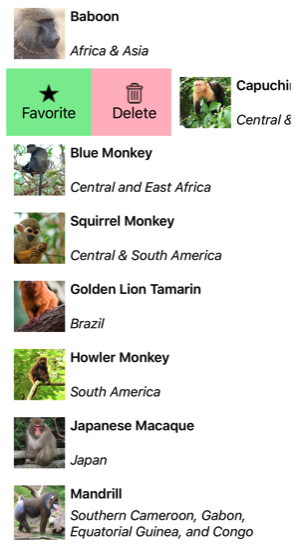 Baboon
Africa & Asia
Favorite
Delete
Capuchi
Central &
Blue Monkey
Central and East Africa
Squirrel Monkey
Central & South America
Golden Lion Tamarin
Brazil
Howler Monkey
South America
Japanese Macaque
Japan
Mandrill
Southern Cameroon, Gabon,
Equatorial Guinea, and Congo